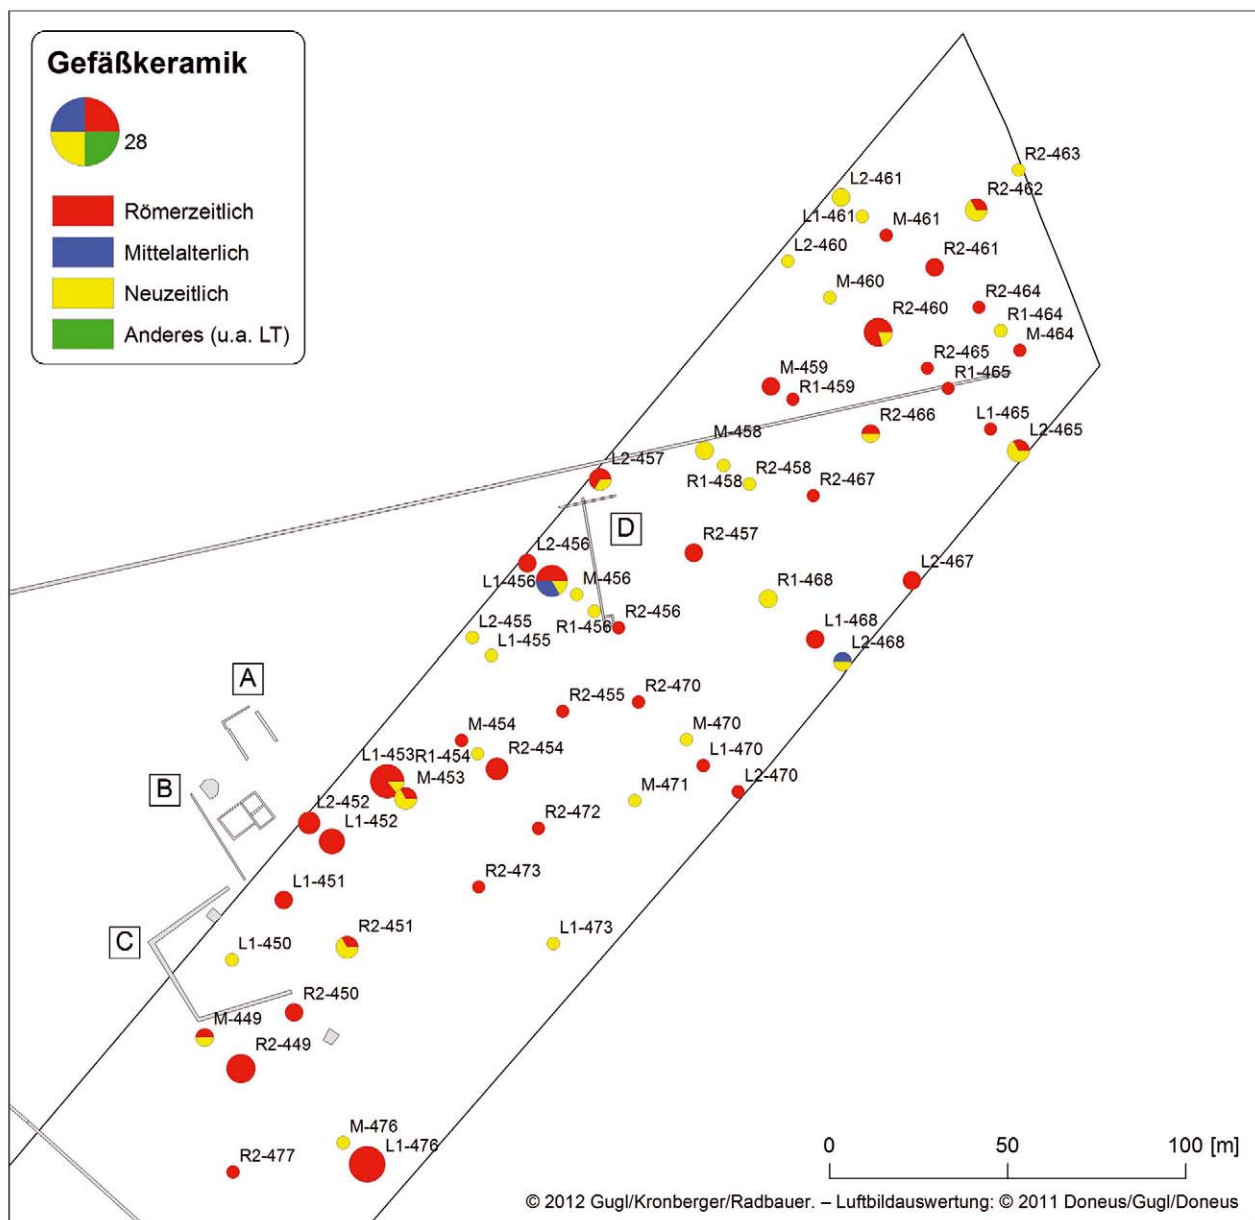 Gefäßkeramik
28
Römerzeitlich
Mittelalterlich
Neuzeitlich
Anderes (u.a. LT)
R2-463
L2-461
R2-462
L1-461
M-461
L2-460
R2-461
M-460
R2-464
R2-460
R1-464
M-464
R2-465
M-459
R1-465
R1-459
R2-466
L1-465
M-458
L2-465
L2-457
R1-458
R2-458
R2-467
D
L2-456
R2-457
L2-467
L1-456
M-456
R1-468
R2-456
R1-456
L2-455
L1-455
L1-468
L2-468
A
R2-455
R2-470
M-454
M-470
L1-453
R1-454
R2-454
L1-470
M-453
B
M-471
L2-470
L2-452
L1-452
R2-472
R2-473
L1-451
R2-451
L1-473
C
L1-450
R2-450
M-449
R2-449
M-476
L1-476
R2-477
0 50 100 [m]
© 2012 Gugl/Kronberger/Radbauer. – Luftbildauswertung: © 2011 Doneus/Gugl/Doneus